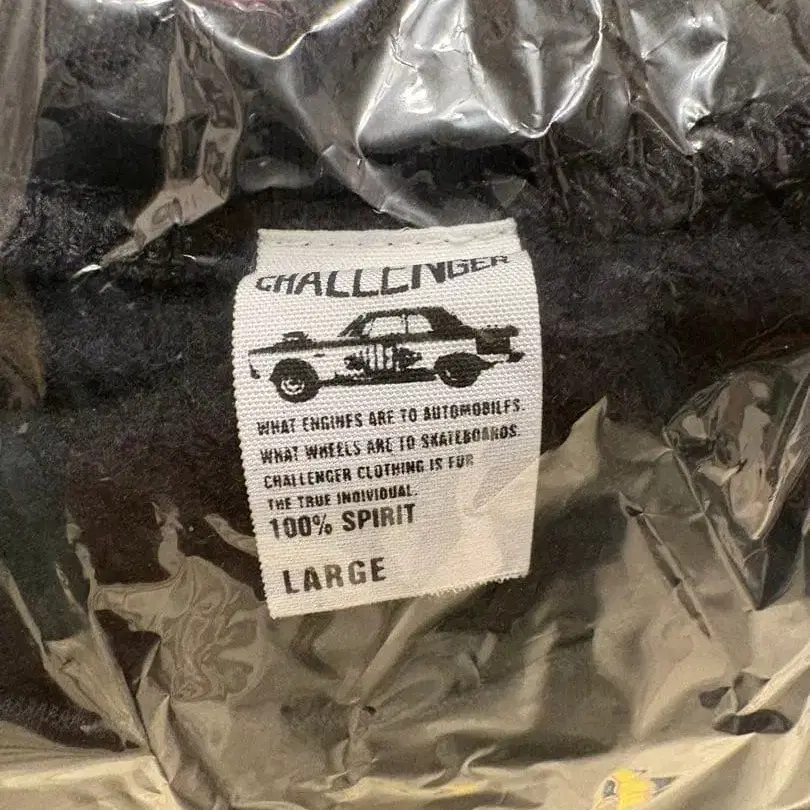 CHALLENGER
WHAT ENGINES ARE TO AUTOMOBILES.
WHAT WHEELS ARE TO SKATEBOARDS.
CHALLENGER CLOTHING IS FUR
THE TRUE INDIVIDUAL.
100% SPIRIT
LARGE